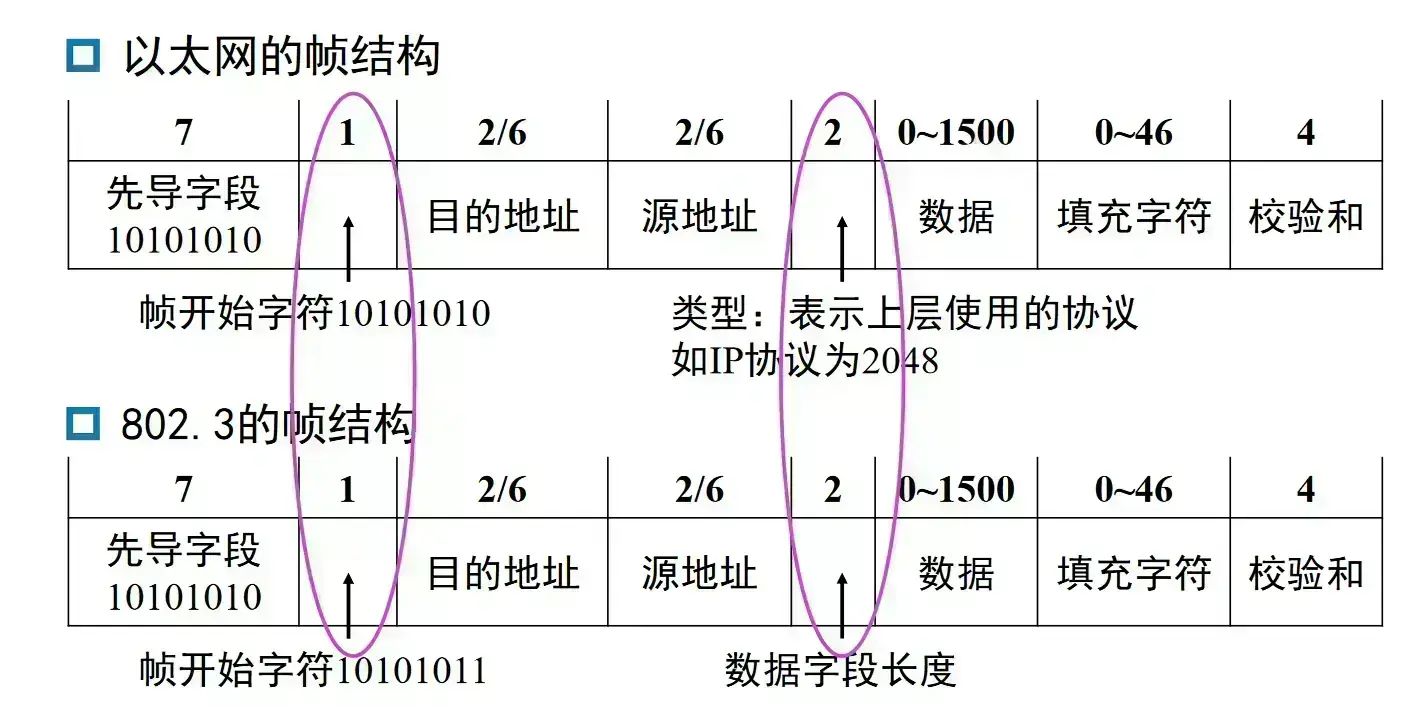 以太网的帧结构
7 1 2/6 2/6 2 0~1500 0~46 4
先导字段 10101010 目的地址 源地址 数据 填充字符 校验和
帧开始字符10101010
类型：表示上层使用的协议
如IP协议为2048
802.3的帧结构
7 1 2/6 2/6 2 0~1500 0~46 4
先导字段 10101010 目的地址 源地址 数据 填充字符 校验和
帧开始字符10101011 数据字段长度